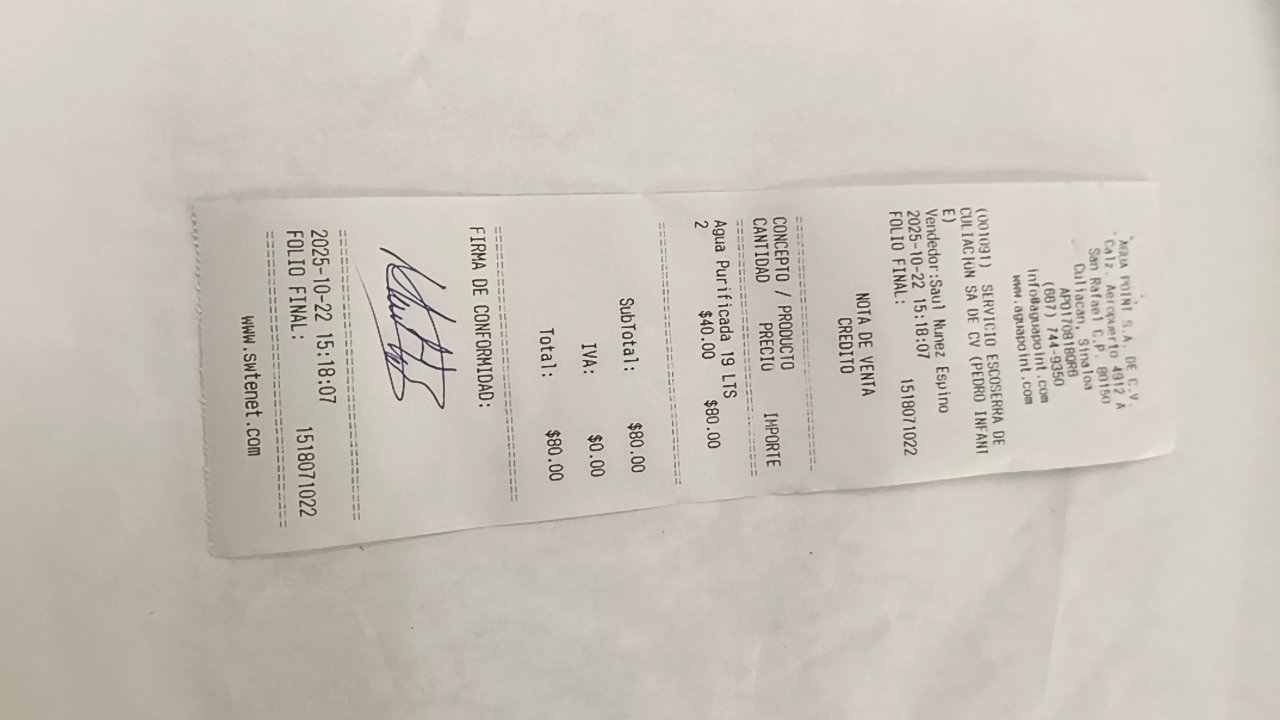 AGUA POINT S.A. DE C.V.
Calz. Aeropuerto 4912 A
San Rafael C.P. 80150
Culiacan, Sinaloa
APO170818QR6
(667) 744-9350
info@aguapoint.com
www.aguapoint.com
(001091) SERVICIO ESCOSERRA DE
CULIACAN SA DE CV (PEDRO INFANT
E)
Vendedor:Saul Nunez Espino
2025-10-22 15:18:07
FOLIO FINAL: 1518071022
NOTA DE VENTA
CREDITO
CONCEPTO / PRODUCTO
CANTIDAD PRECIO IMPORTE
Agua Purificada 19 LTS
2 $40.00 $80.00
SubTotal: $80.00
IVA: $0.00
Total: $80.00
FIRMA DE CONFORMIDAD:
2025-10-22 15:18:07
FOLIO FINAL: 1518071022
www.swtenet.com